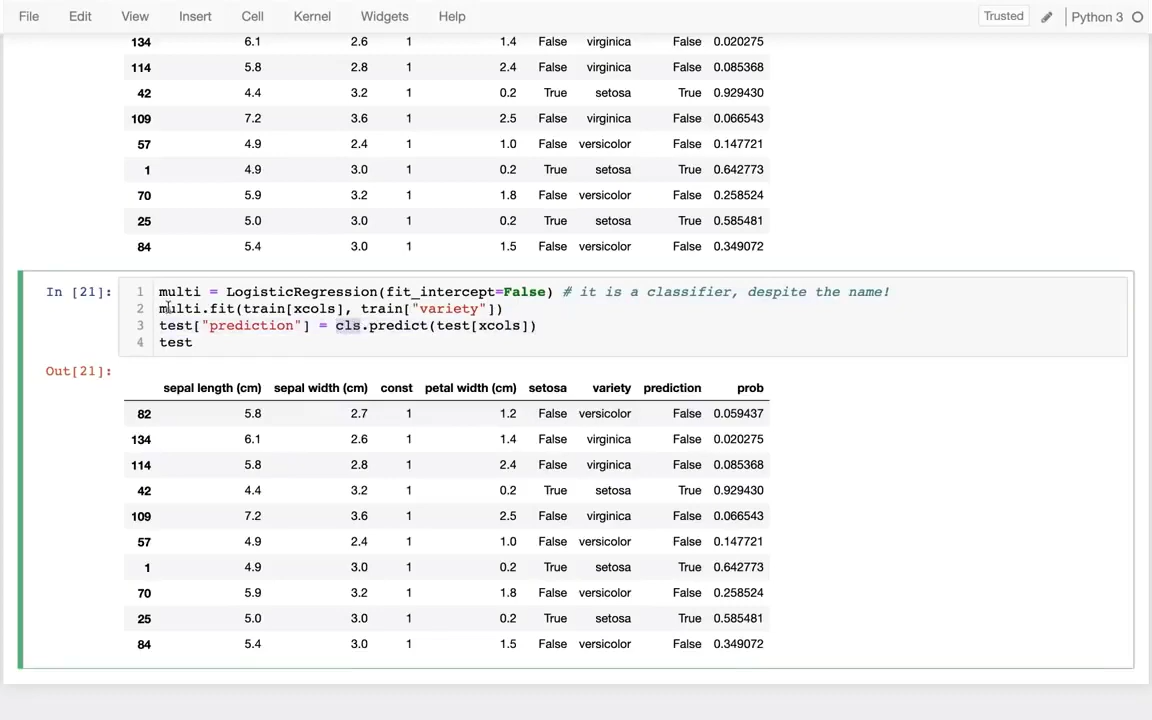 File Edit View Insert Cell Kernel Widgets Help Trusted Python 3
134 6.1 2.6 1 1.4 False virginica False 0.020275
114 5.8 2.8 1 2.4 False virginica False 0.085368
42 4.4 3.2 1 0.2 True setosa True 0.929430
109 7.2 3.6 1 2.5 False virginica False 0.066543
57 4.9 2.4 1 1.0 False versicolor False 0.147721
1 4.9 3.0 1 0.2 True setosa True 0.642773
70 5.9 3.2 1 1.8 False versicolor False 0.258524
25 5.0 3.0 1 0.2 True setosa True 0.585481
84 5.4 3.0 1 1.5 False versicolor False 0.349072
In [21]: 1 multi = LogisticRegression(fit_intercept=False) # it is a classifier, despite the name!
2 multi.fit(train[xcols], train["variety"])
3 test["prediction"] = cls.predict(test[xcols])
4 test
Out[21]:
sepal length (cm) sepal width (cm) const petal width (cm) setosa variety prediction prob
82 5.8 2.7 1 1.2 False versicolor False 0.059437
134 6.1 2.6 1 1.4 False virginica False 0.020275
114 5.8 2.8 1 2.4 False virginica False 0.085368
42 4.4 3.2 1 0.2 True setosa True 0.929430
109 7.2 3.6 1 2.5 False virginica False 0.066543
57 4.9 2.4 1 1.0 False versicolor False 0.147721
1 4.9 3.0 1 0.2 True setosa True 0.642773
70 5.9 3.2 1 1.8 False versicolor False 0.258524
25 5.0 3.0 1 0.2 True setosa True 0.585481
84 5.4 3.0 1 1.5 False versicolor False 0.349072